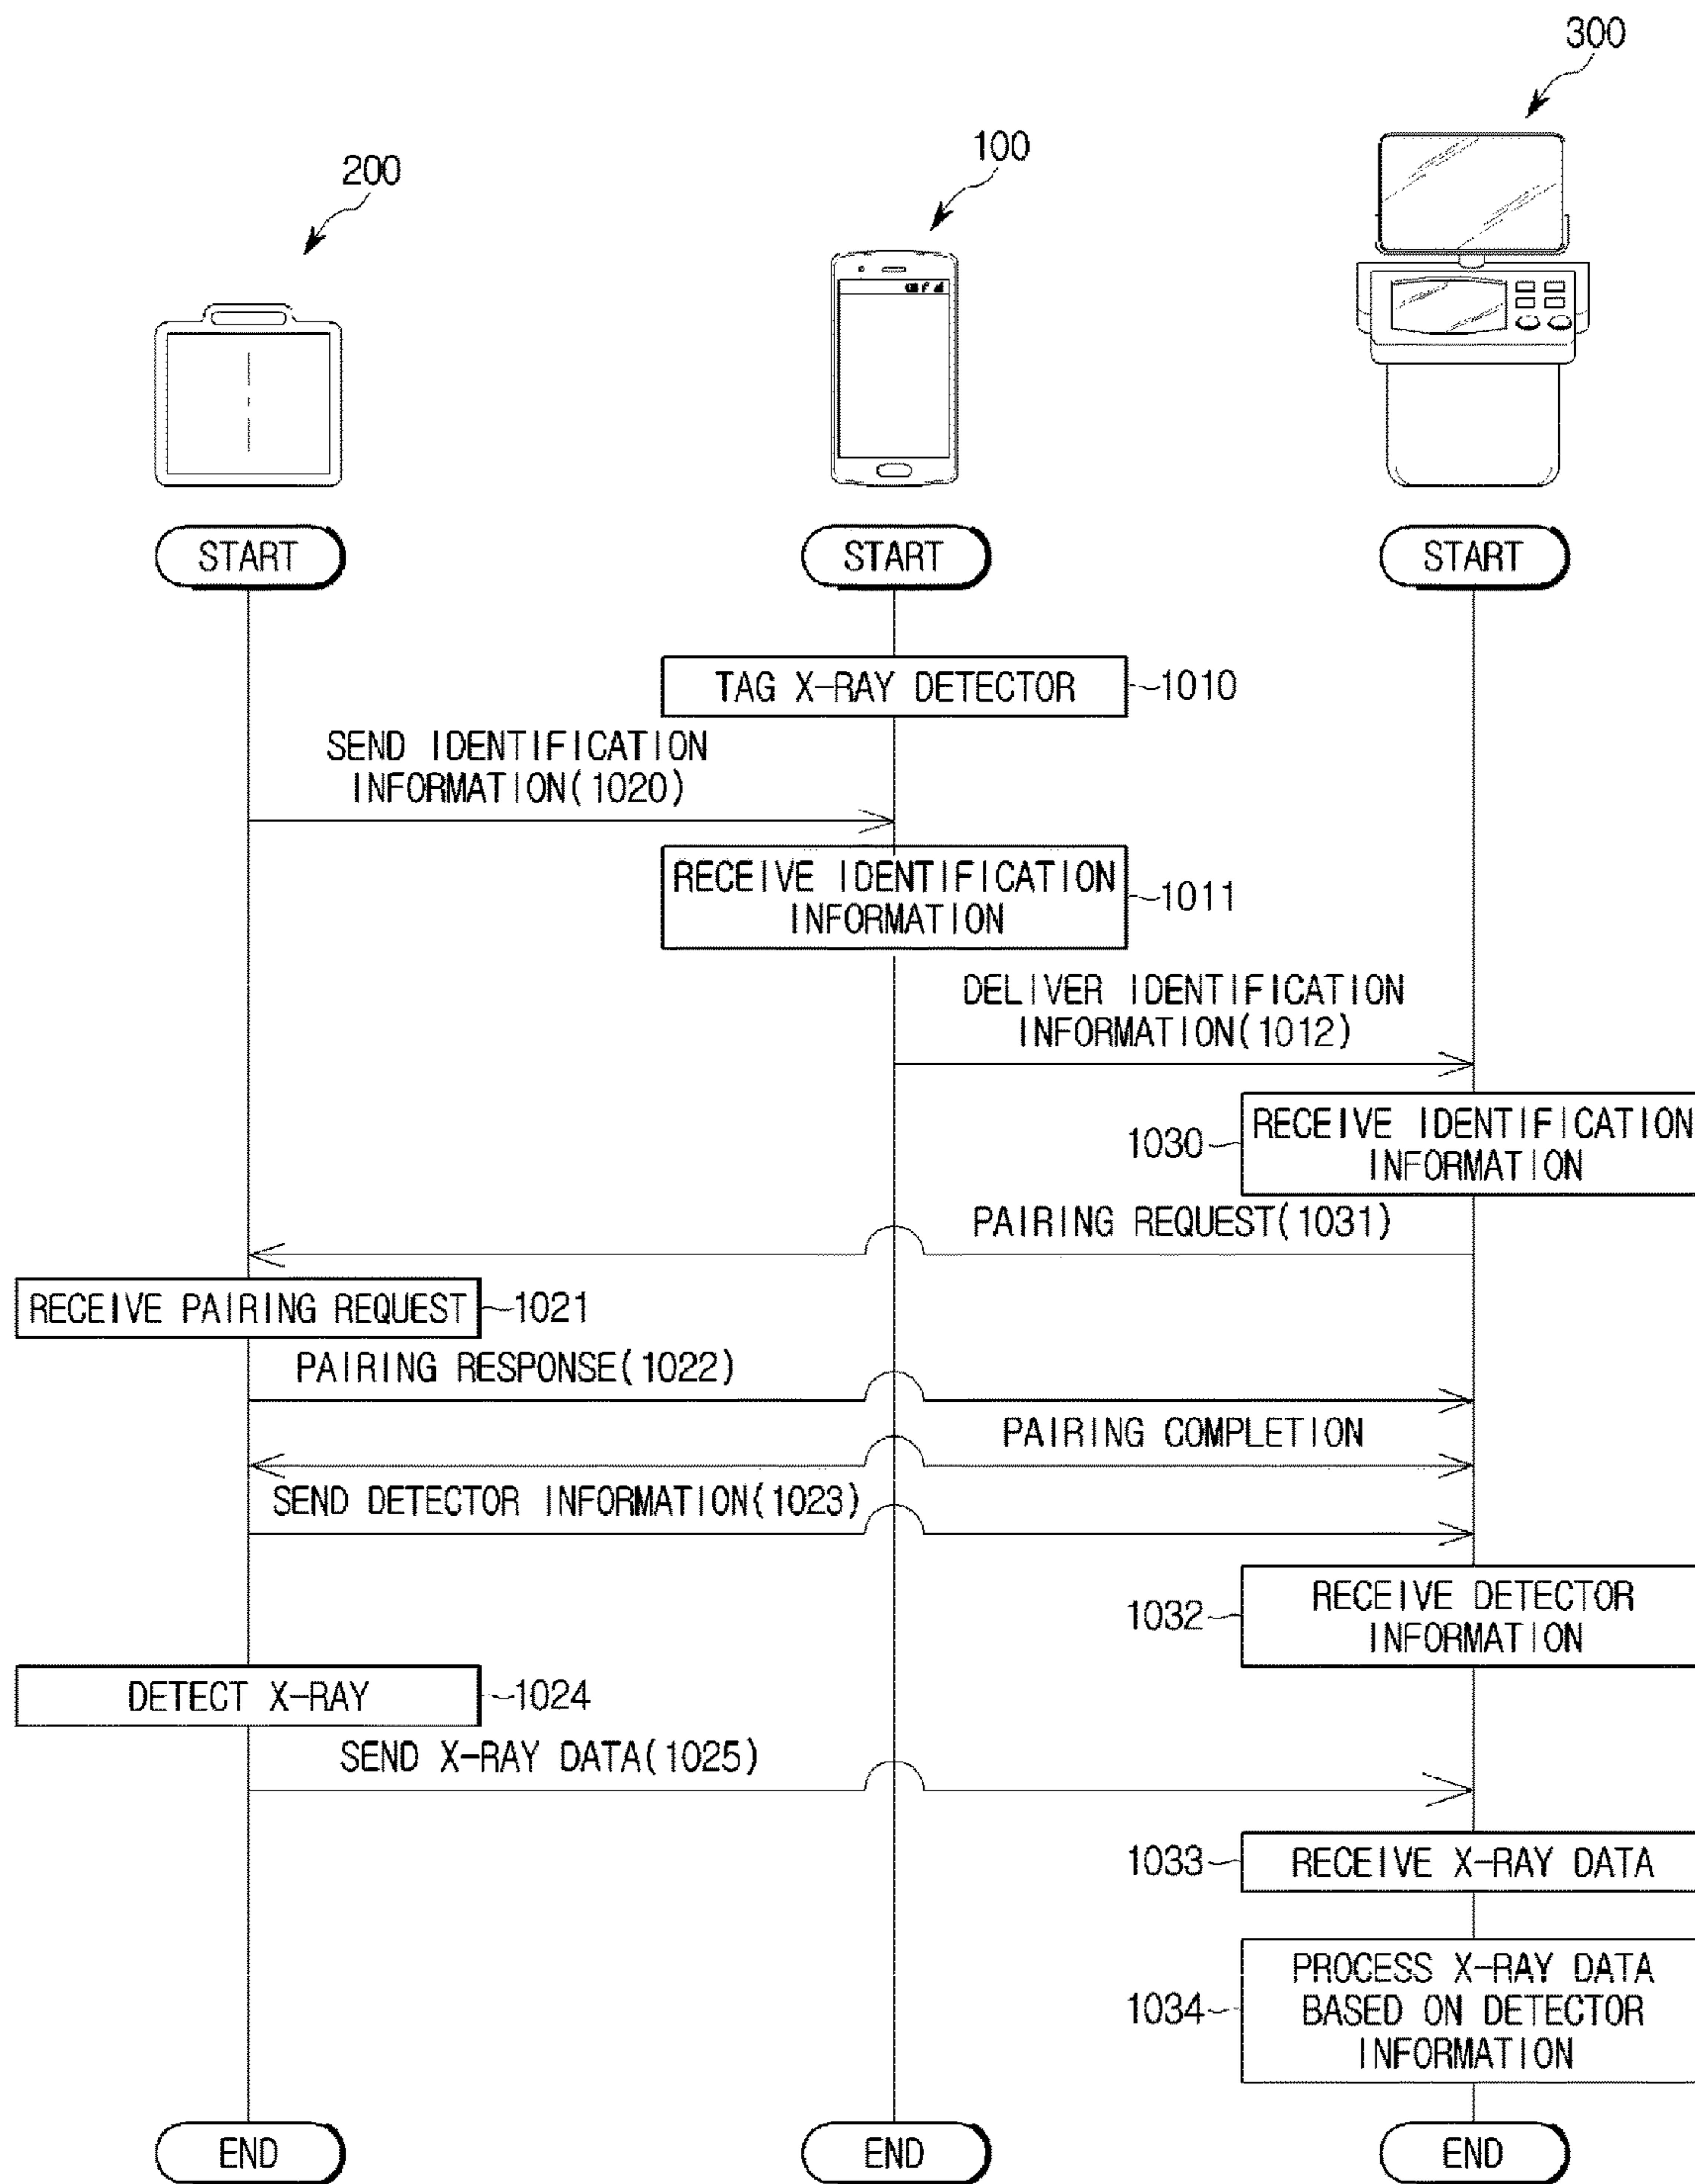 300
100
200
START
START
START
TAG X-RAY DETECTOR
1010
SEND IDENTIFICATION
INFORMATION(1020)
RECEIVE IDENTIFICATION
INFORMATION
1011
DELIVER IDENTIFICATION
INFORMATION(1012)
1030
RECEIVE IDENTIFICATION
INFORMATION
PAIRING REQUEST(1031)
RECEIVE PAIRING REQUEST
1021
PAIRING RESPONSE(1022)
PAIRING COMPLETION
SEND DETECTOR INFORMATION(1023)
1032
RECEIVE DETECTOR
INFORMATION
DETECT X-RAY
1024
SEND X-RAY DATA(1025)
1033
RECEIVE X-RAY DATA
1034
PROCESS X-RAY DATA
BASED ON DETECTOR
INFORMATION
END
END
END